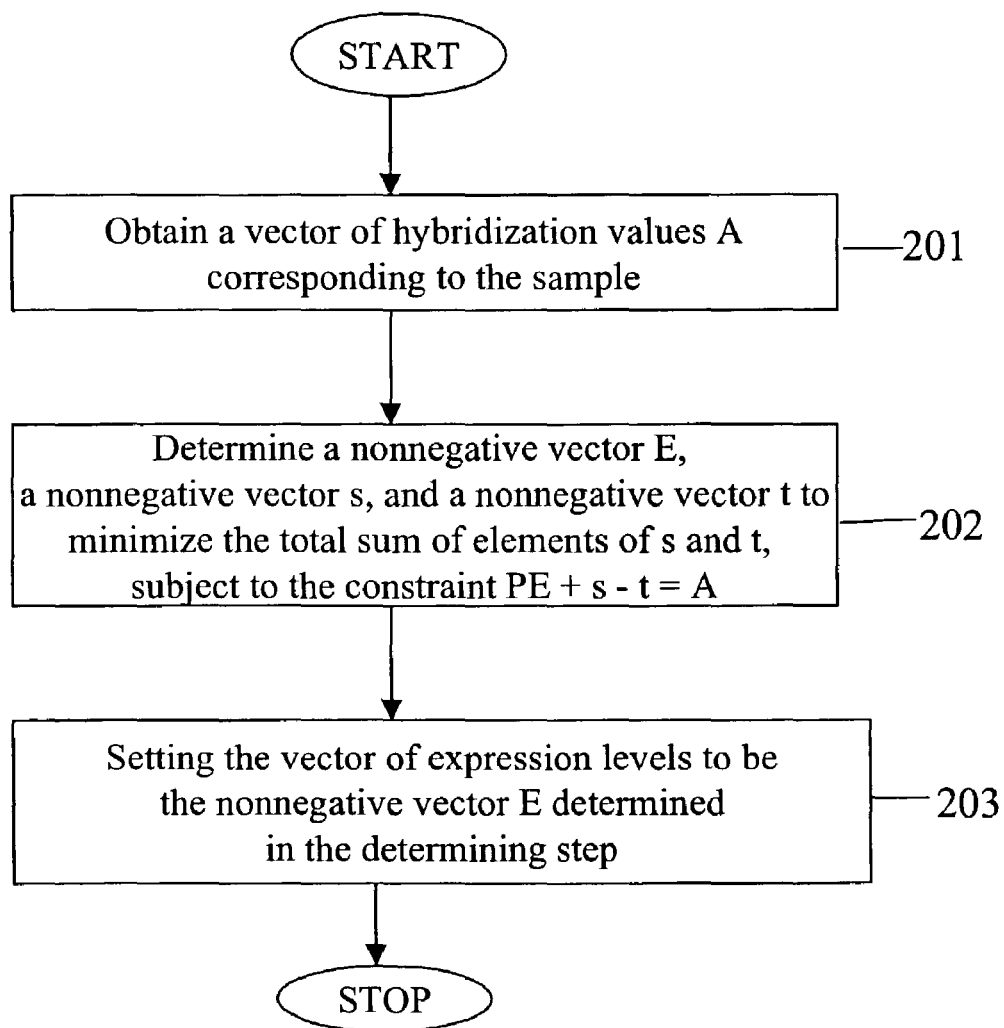 START
Obtain a vector of hybridization values A
corresponding to the sample
201
Determine a nonnegative vector E,
a nonnegative vector s, and a nonnegative vector t to
minimize the total sum of elements of s and t,
subject to the constraint PE + s - t = A
202
Setting the vector of expression levels to be
the nonnegative vector E determined
in the determining step
203
STOP